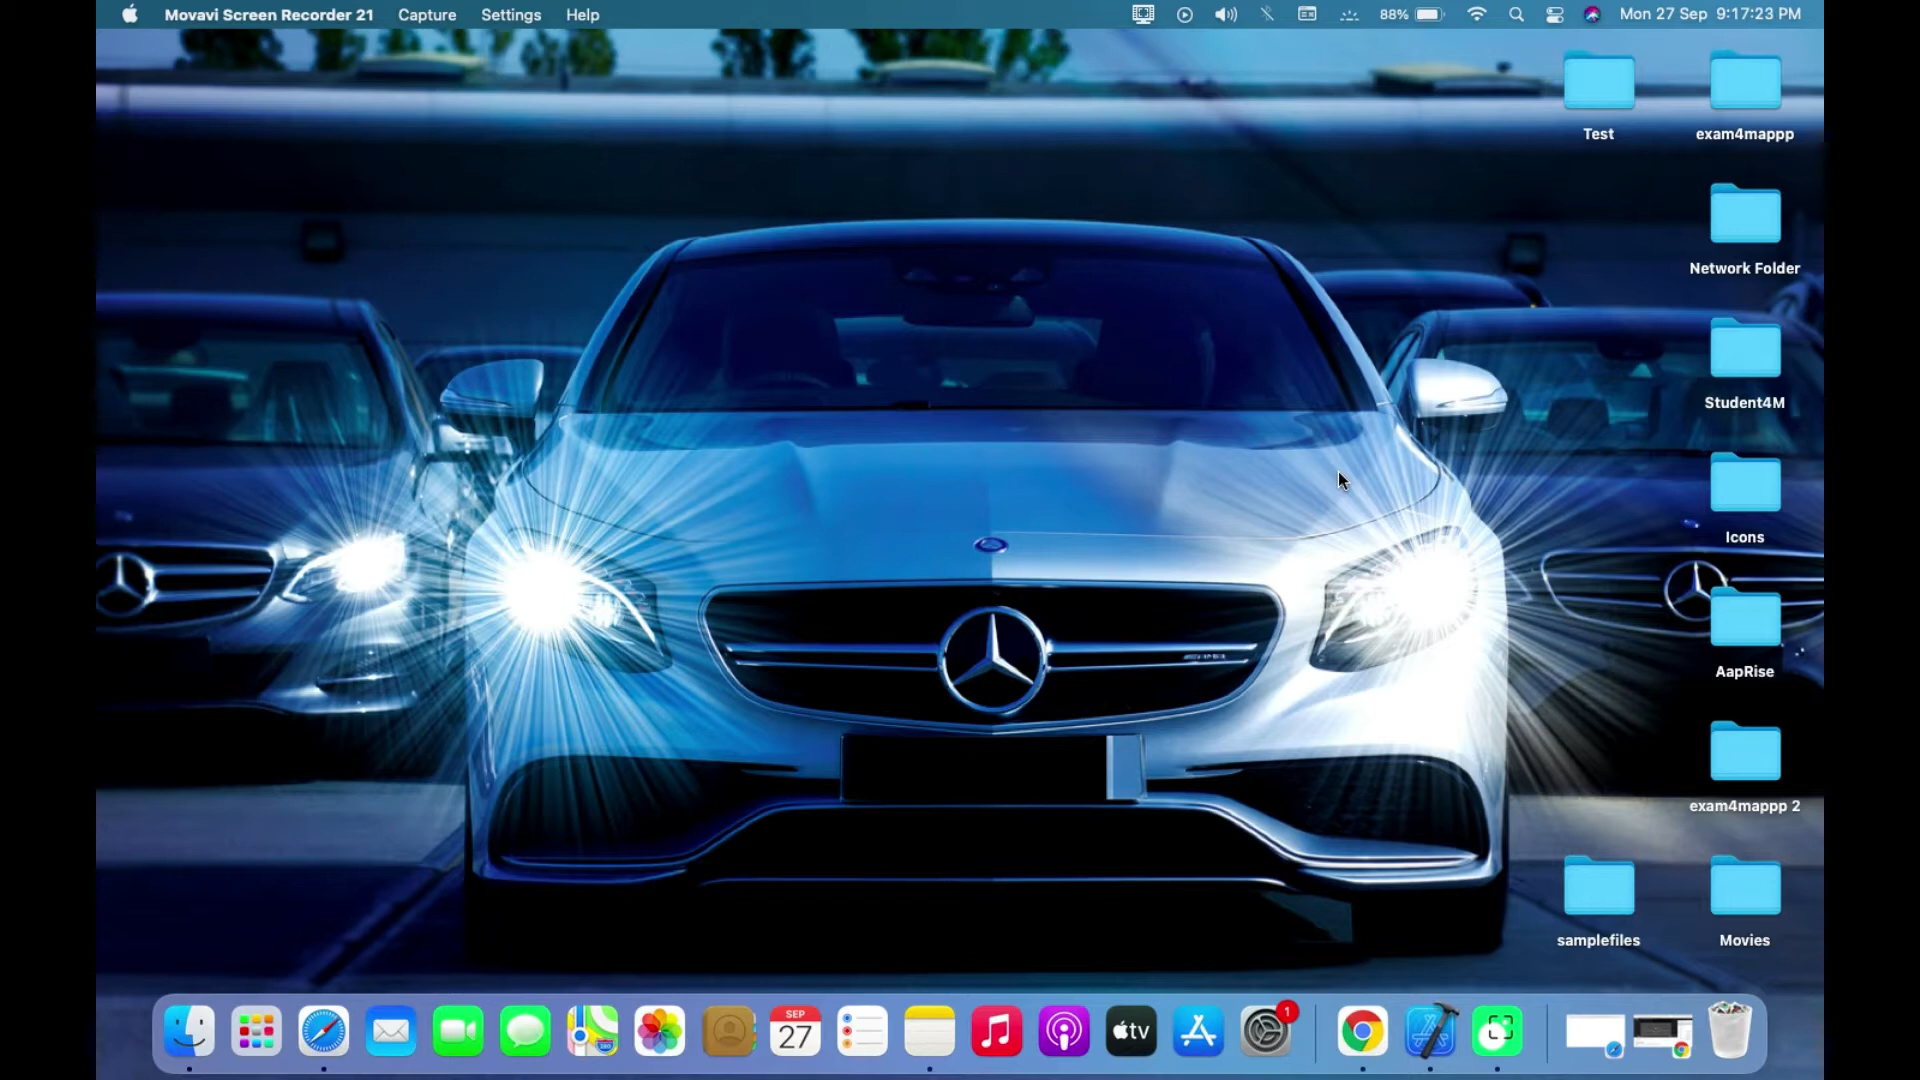 Movavi Screen Recorder 21 Capture Settings Help 88% Mon 27 Sep 9:17:23 PM
Test exam4mappp
Network Folder
Student4M
Icons
AapRise
exam4mappp 2
samplefiles Movies
SEP
27
tv
1